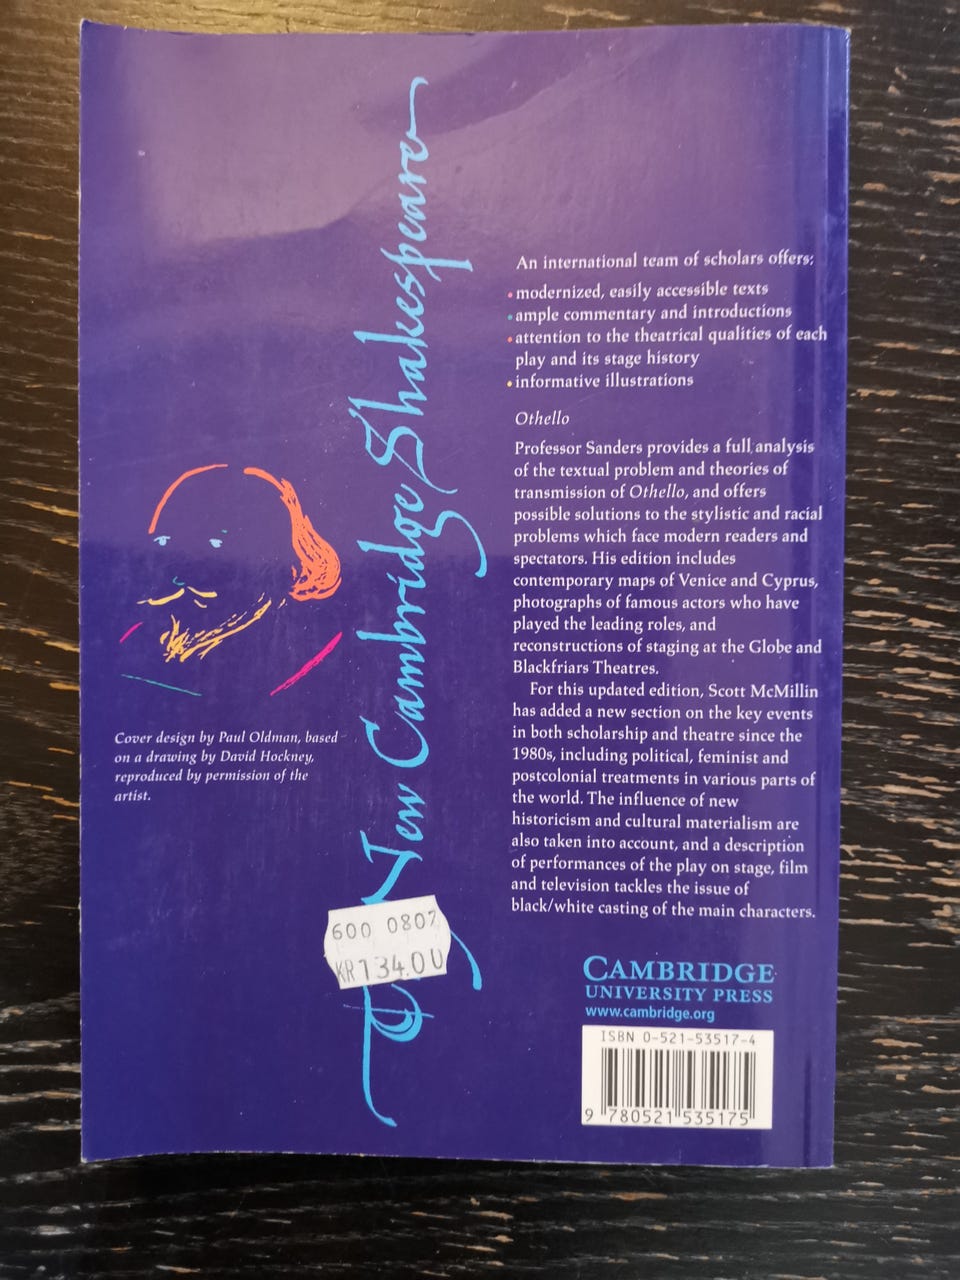 The New Cambridge Shakespeare
An international team of scholars offers:
• modernized, easily accessible texts
• ample commentary and introductions
• attention to the theatrical qualities of each
play and its stage history
• informative illustrations
Othello
Professor Sanders provides a full analysis
of the textual problem and theories of
transmission of Othello, and offers
possible solutions to the stylistic and racial
problems which face modern readers and
spectators. His edition includes
contemporary maps of Venice and Cyprus,
photographs of famous actors who have
played the leading roles, and
reconstructions of staging at the Globe and
Blackfriars Theatres.
For this updated edition, Scott McMillin
has added a new section on the key events
in both scholarship and theatre since the
1980s, including political, feminist and
postcolonial treatments in various parts of
the world. The influence of new
historicism and cultural materialism are
also taken into account, and a description
of performances of the play on stage, film
and television tackles the issue of
black/white casting of the main characters.
Cover design by Paul Oldman, based
on a drawing by David Hockney,
reproduced by permission of the
artist.
600 0807
KR134.00
CAMBRIDGE
UNIVERSITY PRESS
www.cambridge.org
ISBN 0-521-53517-4
9 780521 535175